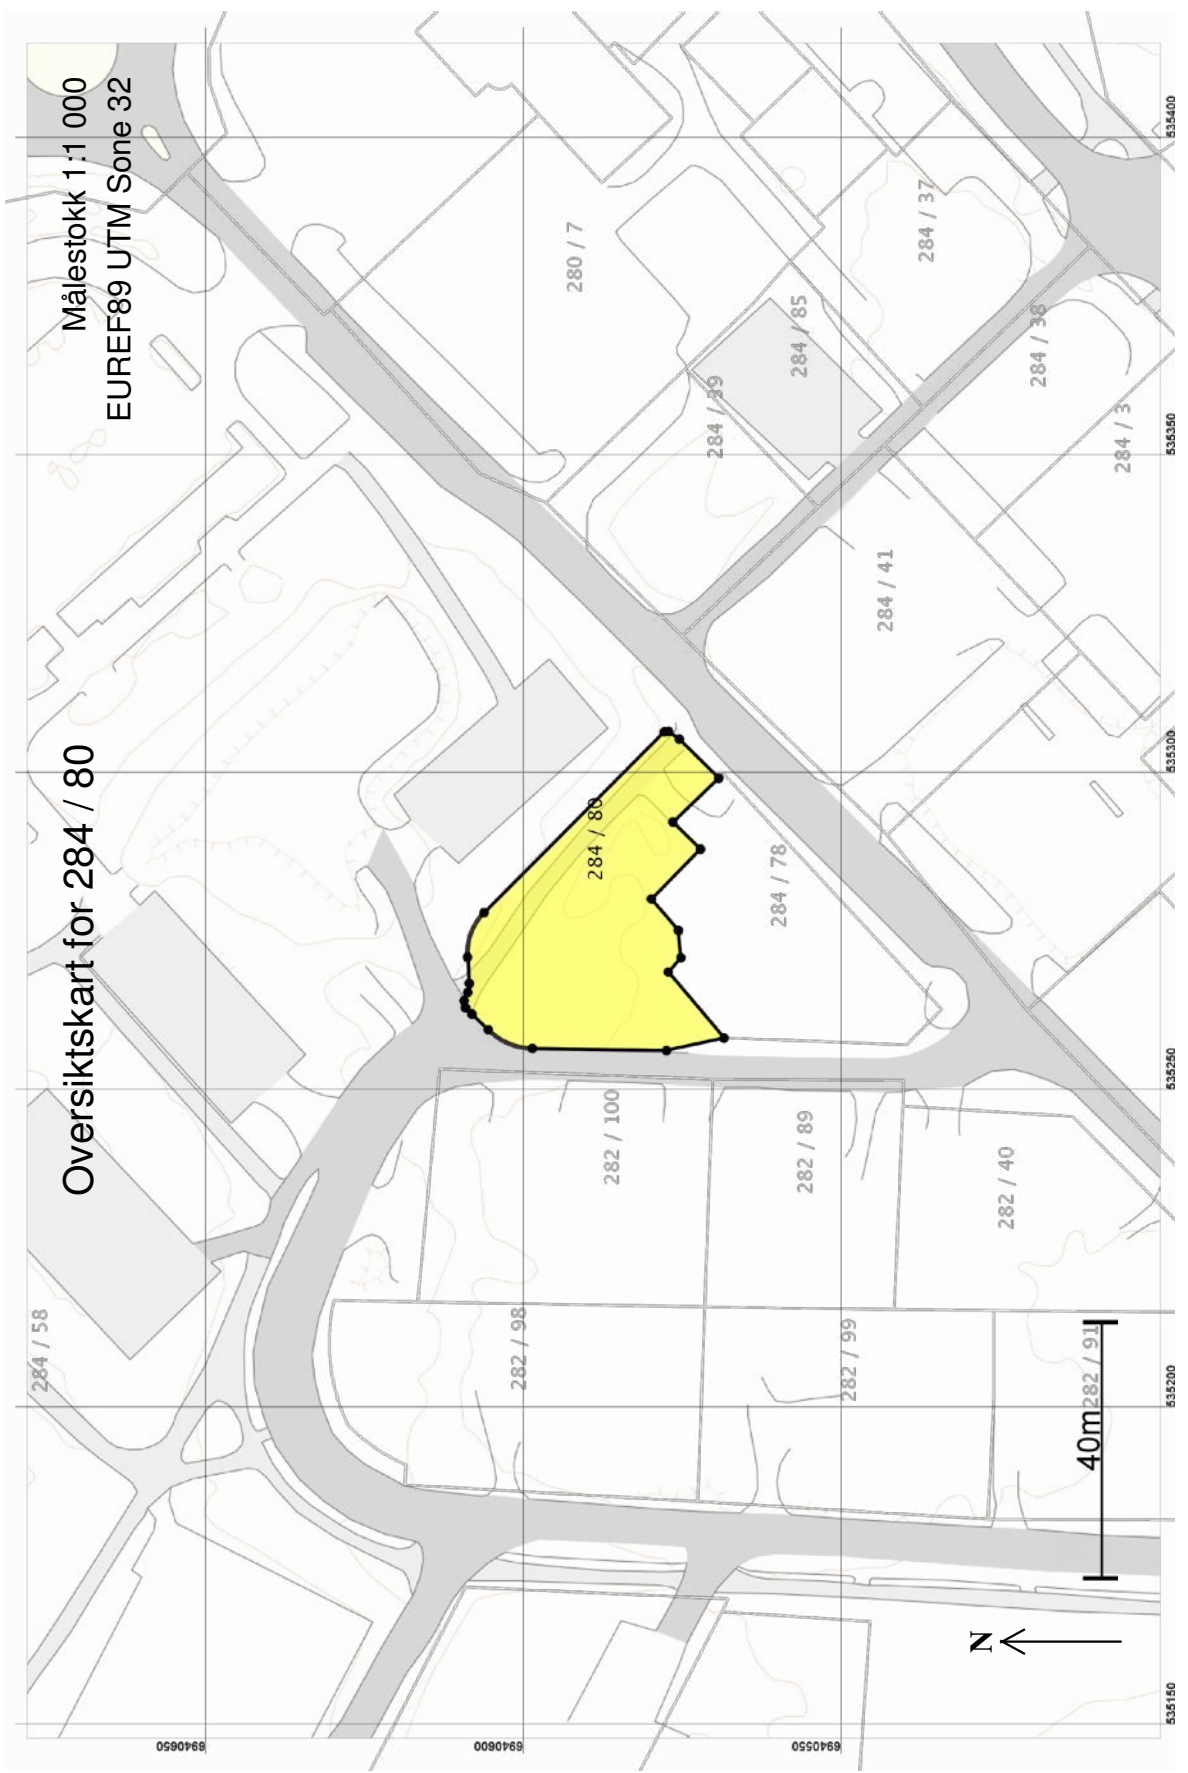 Oversiktskart for 284 / 80
Målestokk 1:1 000
EUREF89 UTM Sone 32
284 / 58
282 / 98
282 / 99
282 / 91
282 / 100
282 / 89
282 / 40
284 / 80
284 / 78
284 / 41
284 / 39
284 / 85
284 / 38
284 / 3
280 / 7
284 / 37
40m
N
6940650
6940600
6940550
535150
535200
535250
535300
535350
535400